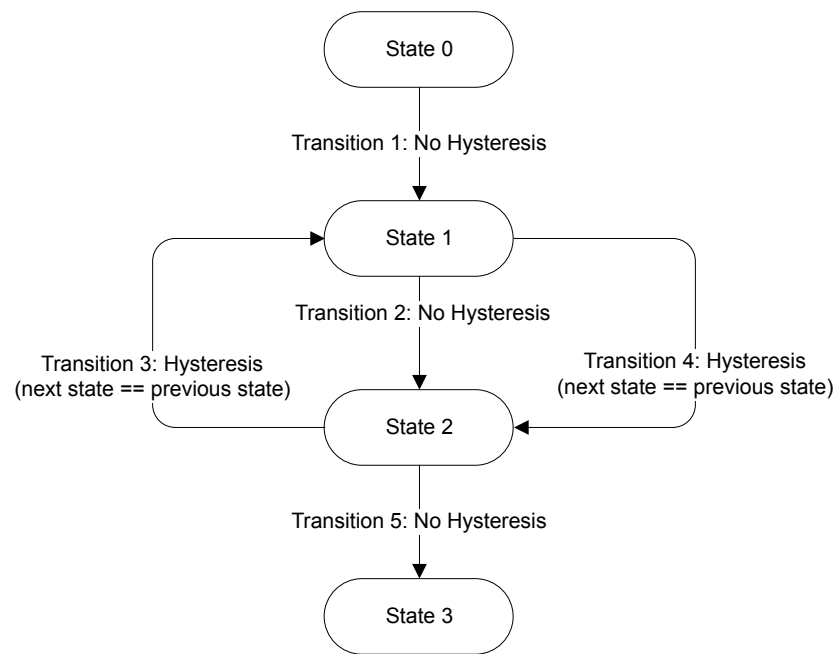 State 0
Transition 1: No Hysteresis
State 1
Transition 2: No Hysteresis
Transition 3: Hysteresis
(next state == previous state)
Transition 4: Hysteresis
(next state == previous state)
State 2
Transition 5: No Hysteresis
State 3